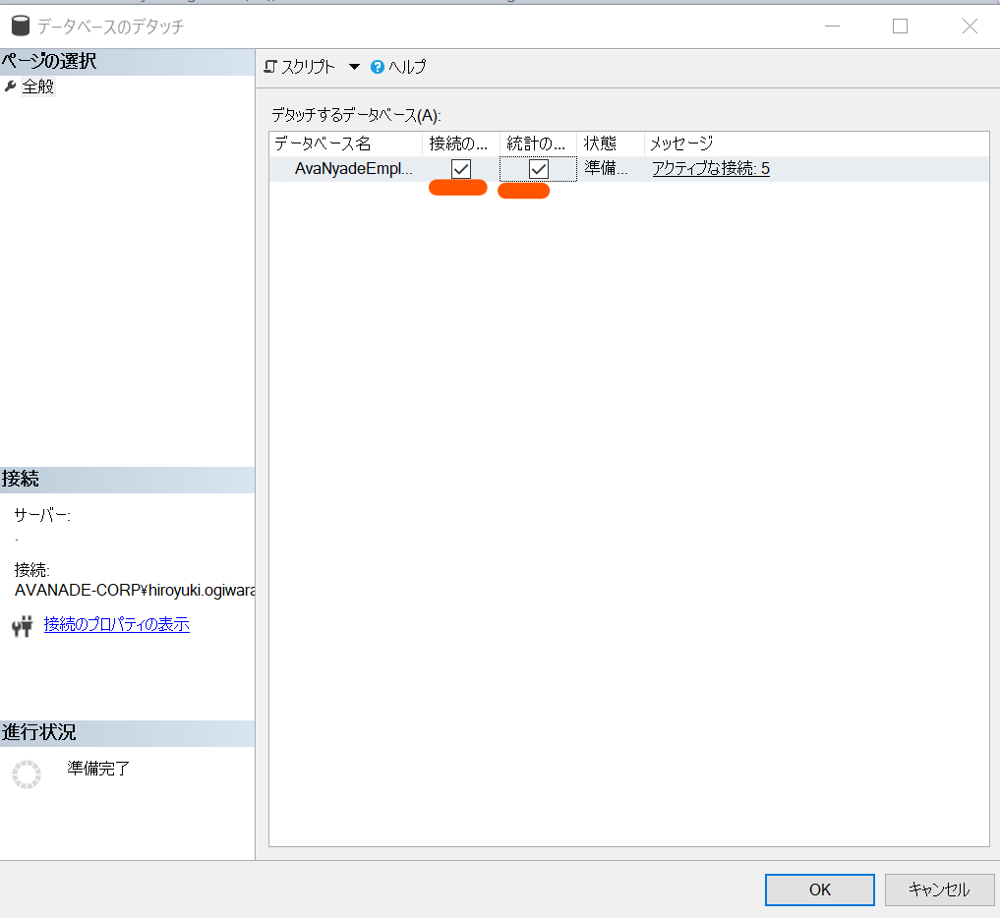 データベースのデタッチ
ページの選択
全般
スクリプト ヘルプ
デタッチするデータベース(A):
データベース名 接続の... 統計の... 状態 メッセージ
AvaNyadeEmpl... 準備... アクティブな接続: 5
接続
サーバー:
.
接続:
AVANADE-CORP¥hiroyuki.ogiwara
接続のプロパティの表示
進行状況
準備完了
OK キャンセル